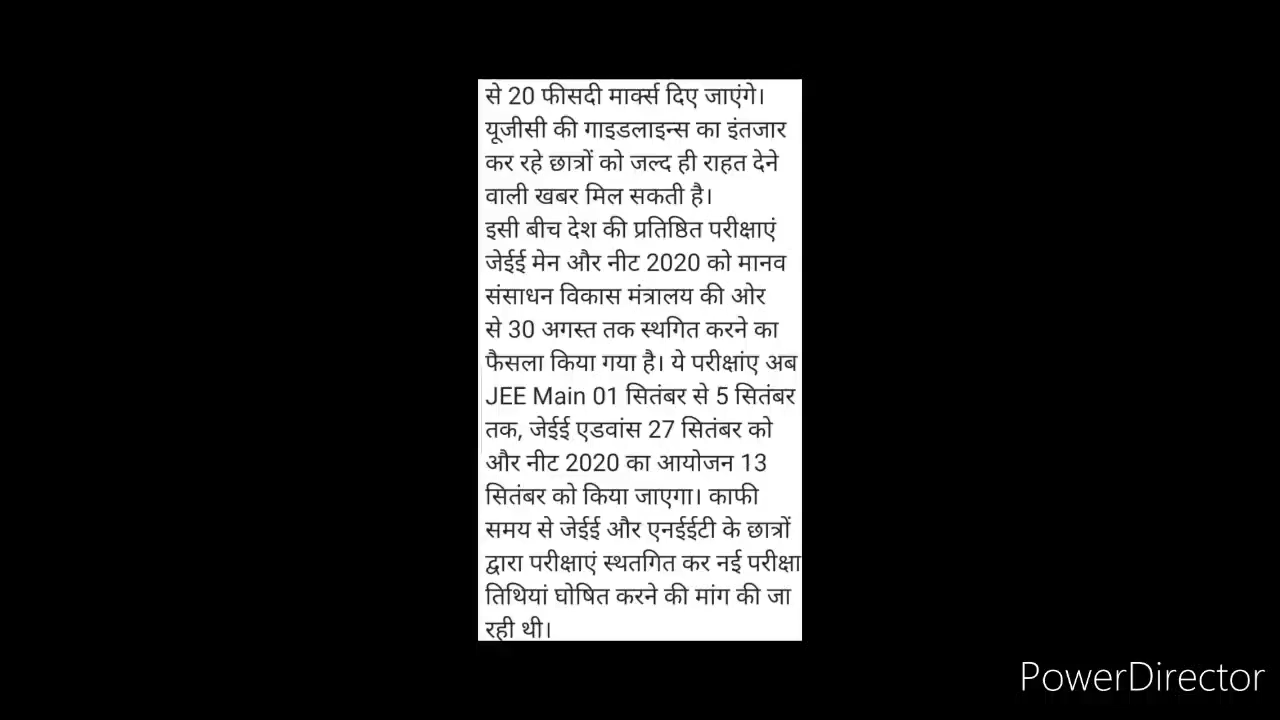 से 20 फीसदी मार्क्स दिए जाएंगे।
यूजीसी की गाइडलाइन्स का इंतजार
कर रहे छात्रों को जल्द ही राहत देने
वाली खबर मिल सकती है।
इसी बीच देश की प्रतिष्ठित परीक्षाएं
जेईई मेन और नीट 2020 को मानव
संसाधन विकास मंत्रालय की ओर
से 30 अगस्त तक स्थगित करने का
फैसला किया गया है। ये परीक्षांए अब
JEE Main 01 सितंबर से 5 सितंबर
तक, जेईई एडवांस 27 सितंबर को
और नीट 2020 का आयोजन 13
सितंबर को किया जाएगा। काफी
समय से जेईई और एनईईटी के छात्रों
द्वारा परीक्षाएं स्थतगित कर नई परीक्षा
तिथियां घोषित करने की मांग की जा
रही थी।
PowerDirector